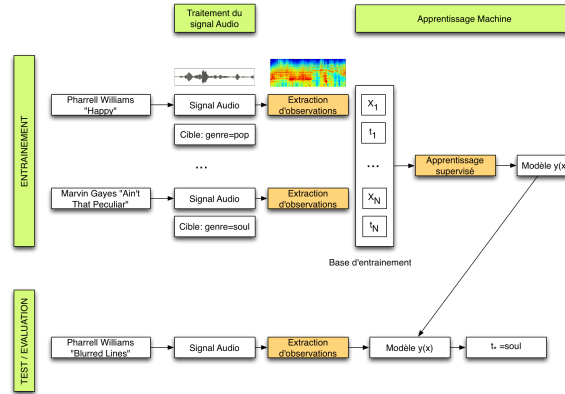 Traitement du
signal Audio
Apprentissage Machine
ENTRAINEMENT
Pharrell Williams
"Happy"
Signal Audio
Extraction
d'observations
Cible: genre=pop
...
Marvin Gayes "Ain't
That Peculiar"
Signal Audio
Extraction
d'observations
Cible: genre=soul
x1
t1
...
xN
tN
Base d'entrainement
Apprentissage
supervisé
Modèle y(x)
TEST / EVALUATION
Pharrell Williams
"Blurred Lines"
Signal Audio
Extraction
d'observations
Modèle y(x)
t* =soul